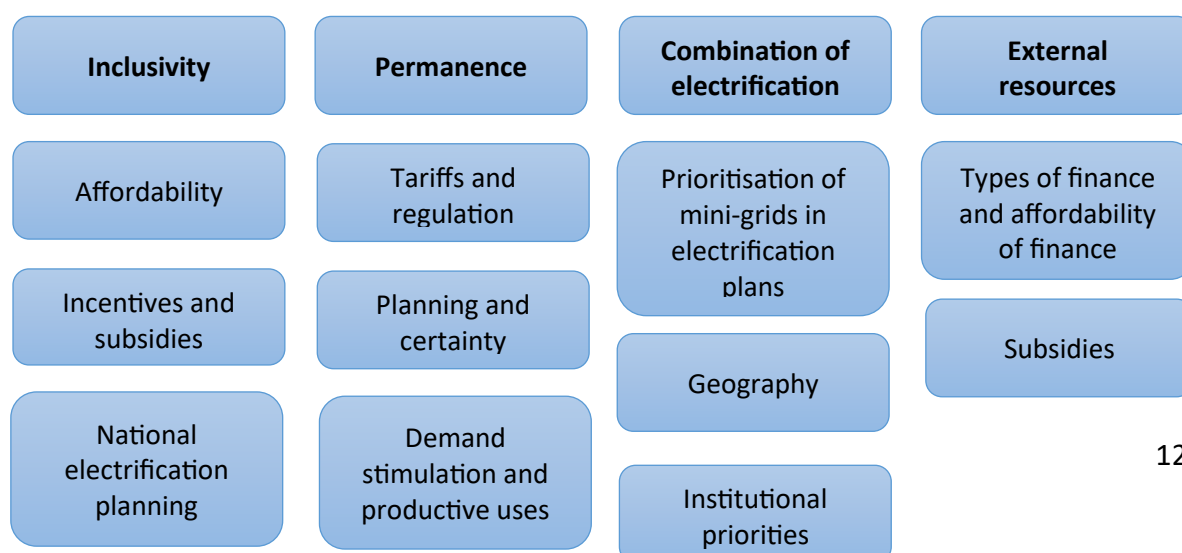 Inclusivity
Affordability
Incentives and
subsidies
National
electrification
planning
Permanence
Tariffs and
regulation
Planning and
certainty
Demand
stimulation and
productive uses
Combination of
electrification
Prioritisation of
mini-grids in
electrification
plans
Geography
Institutional
priorities
External
resources
Types of finance
and affordability
of finance
Subsidies
12